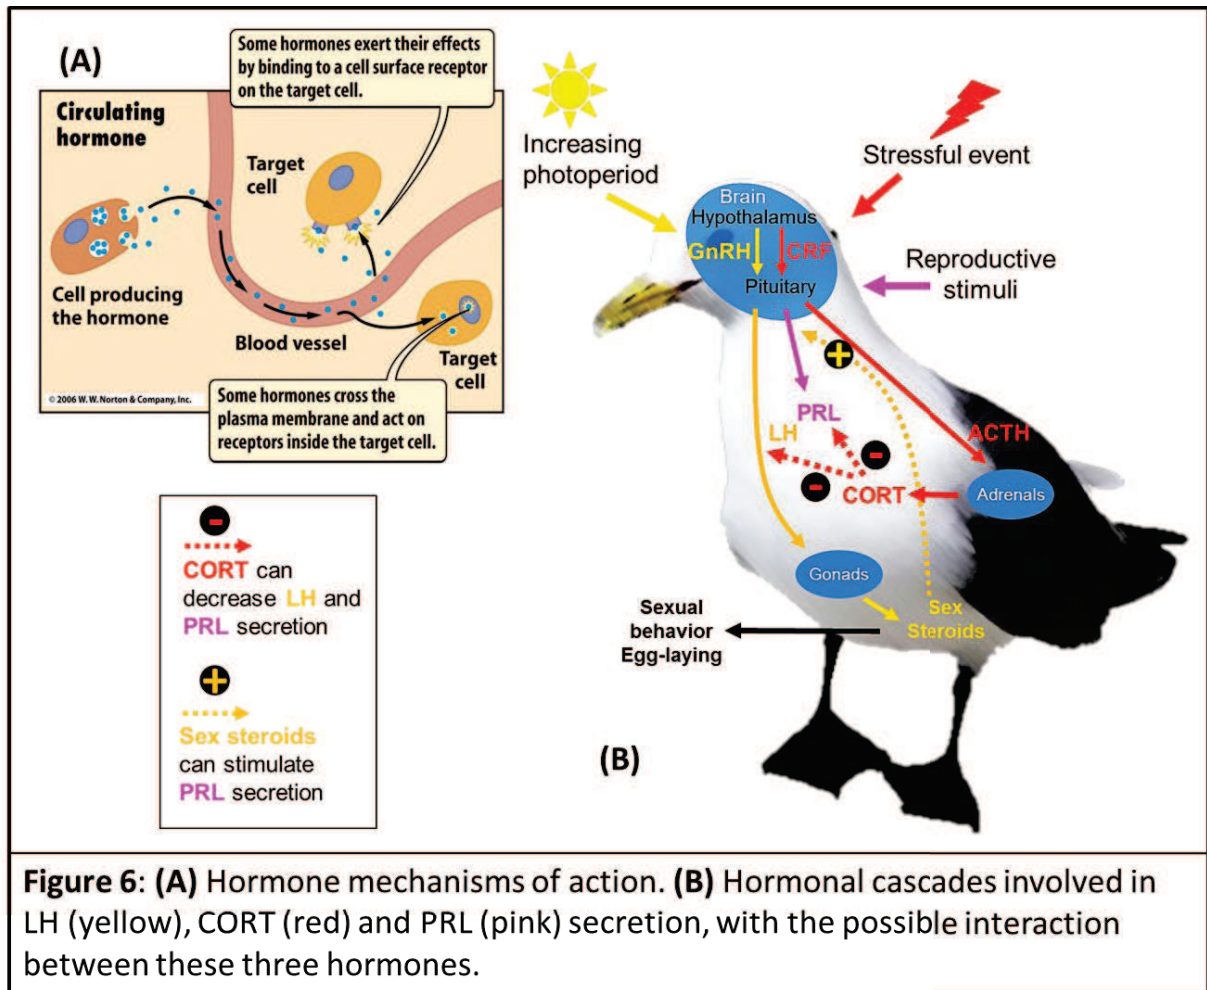 (A)
Some hormones exert their effects
by binding to a cell surface receptor
on the target cell.
Circulating
hormone
Target
cell
Cell producing
the hormone
Blood vessel
Target
cell
© 2006 W. W. Norton & Company, Inc.
Some hormones cross the
plasma membrane and act on
receptors inside the target cell.
-
CORT can
decrease LH and
PRL secretion
+
Sex steroids
can stimulate
PRL secretion
Increasing
photoperiod
Stressful event
Brain
Hypothalamus
GnRH CRF
Pituitary
Reproductive
stimuli
+
PRL
LH
ACTH
-
-
CORT
Adrenals
Gonads
Sex
Steroids
Sexual
behavior
Egg-laying
(B)
Figure 6: (A) Hormone mechanisms of action. (B) Hormonal cascades involved in
LH (yellow), CORT (red) and PRL (pink) secretion, with the possible interaction
between these three hormones.